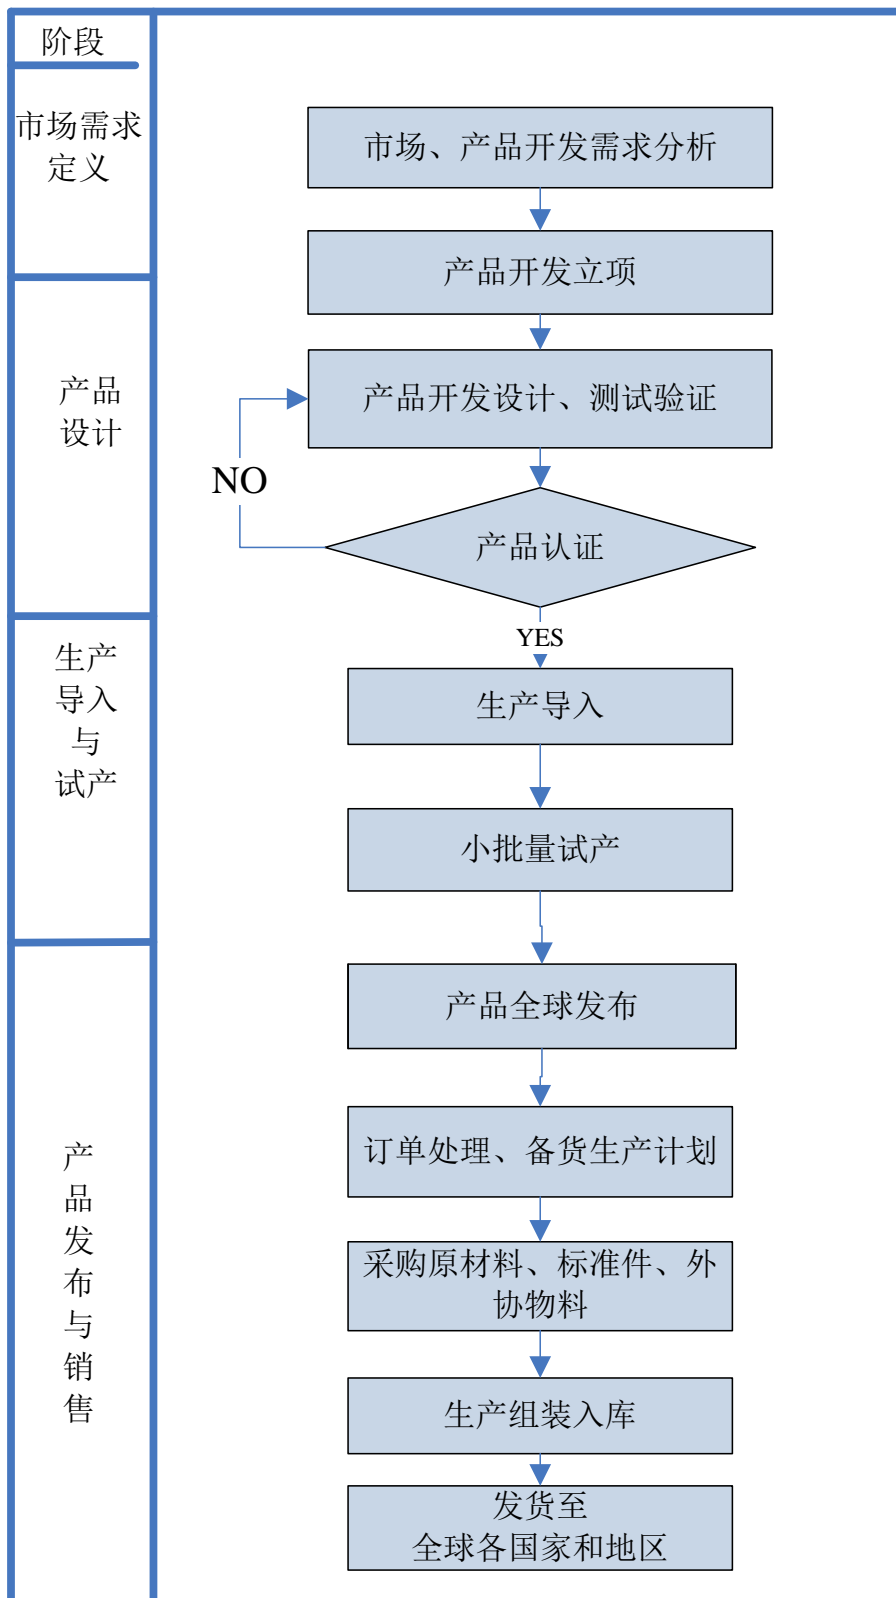 阶段
市场需求
定义
市场、产品开发需求分析
产品开发立项
产品
设计
产品开发设计、测试验证
NO
产品认证
YES
生产
导入
与
试产
生产导入
小批量试产
产
品
发
布
与
销
售
产品全球发布
订单处理、备货生产计划
采购原材料、标准件、外
协物料
生产组装入库
发货至
全球各国家和地区